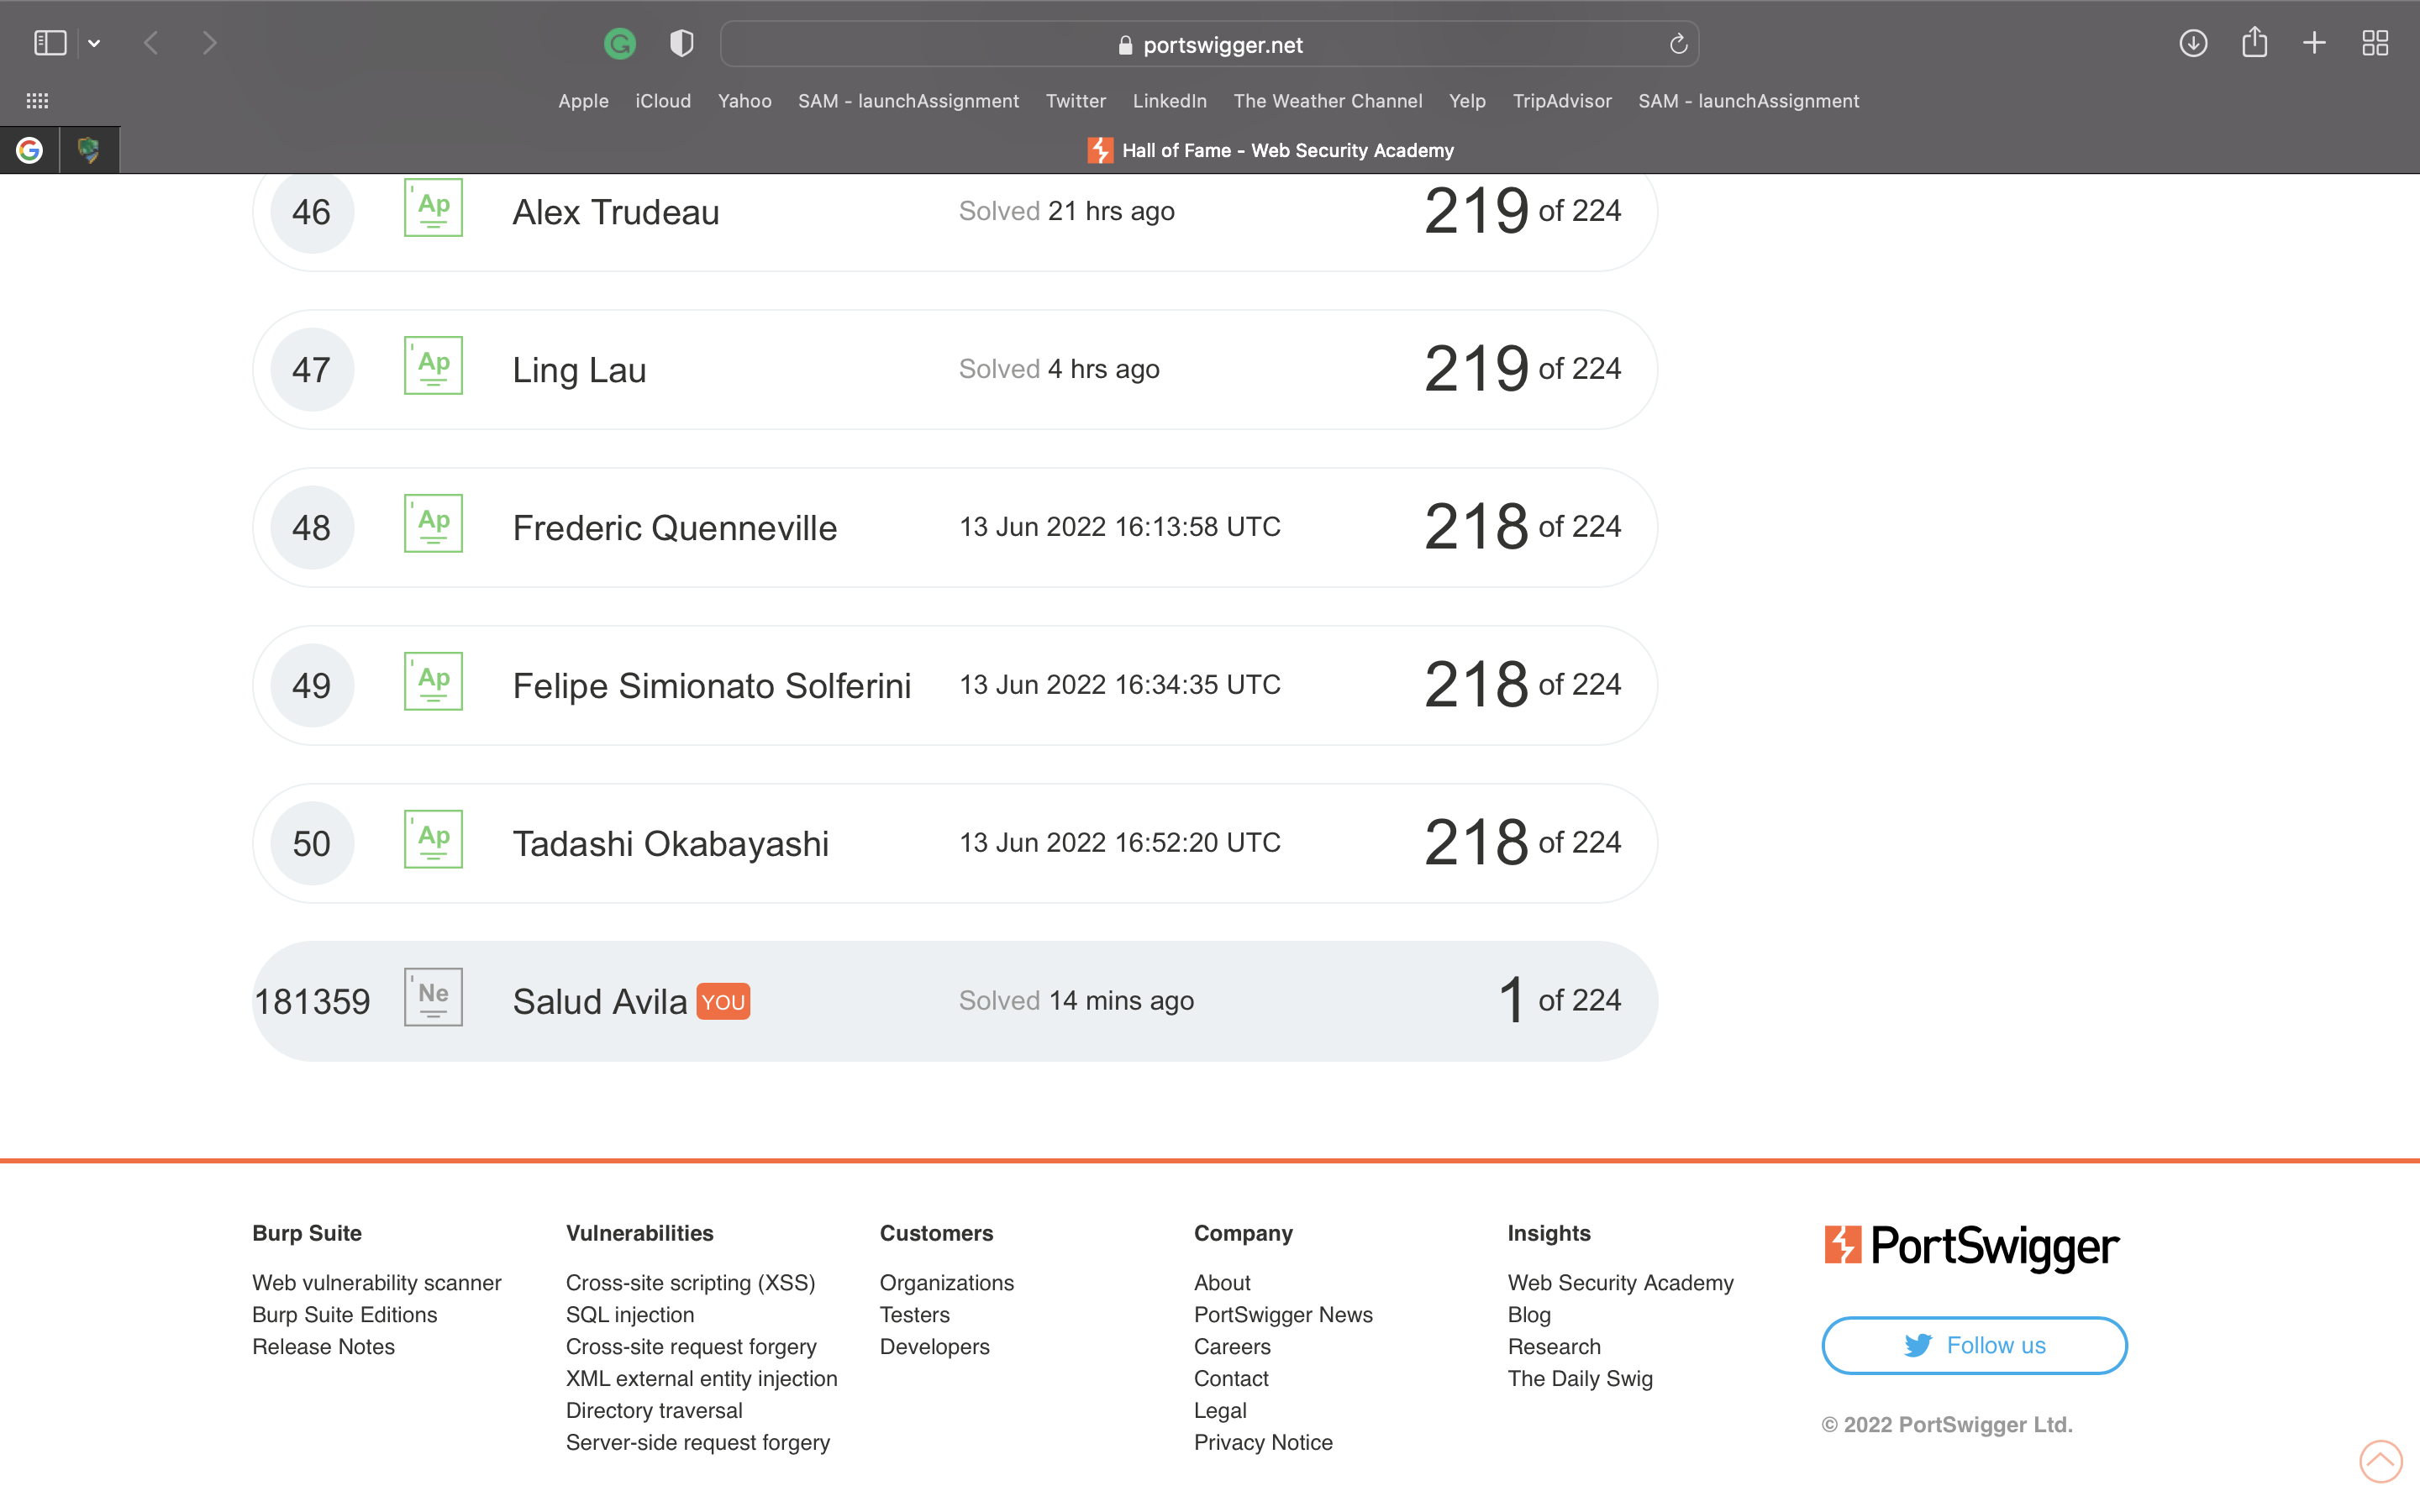 portswigger.net
Apple iCloud Yahoo SAM - launchAssignment Twitter LinkedIn The Weather Channel Yelp TripAdvisor SAM - launchAssignment
Hall of Fame - Web Security Academy
46 Ap Alex Trudeau Solved 21 hrs ago 219 of 224
47 Ap Ling Lau Solved 4 hrs ago 219 of 224
48 Ap Frederic Quenneville 13 Jun 2022 16:13:58 UTC 218 of 224
49 Ap Felipe Simionato Solferini 13 Jun 2022 16:34:35 UTC 218 of 224
50 Ap Tadashi Okabayashi 13 Jun 2022 16:52:20 UTC 218 of 224
181359 Ne Salud Avila YOU Solved 14 mins ago 1 of 224
Burp Suite
Web vulnerability scanner
Burp Suite Editions
Release Notes
Vulnerabilities
Cross-site scripting (XSS)
SQL injection
Cross-site request forgery
XML external entity injection
Directory traversal
Server-side request forgery
Customers
Organizations
Testers
Developers
Company
About
PortSwigger News
Careers
Contact
Legal
Privacy Notice
Insights
Web Security Academy
Blog
Research
The Daily Swig
PortSwigger
Follow us
© 2022 PortSwigger Ltd.